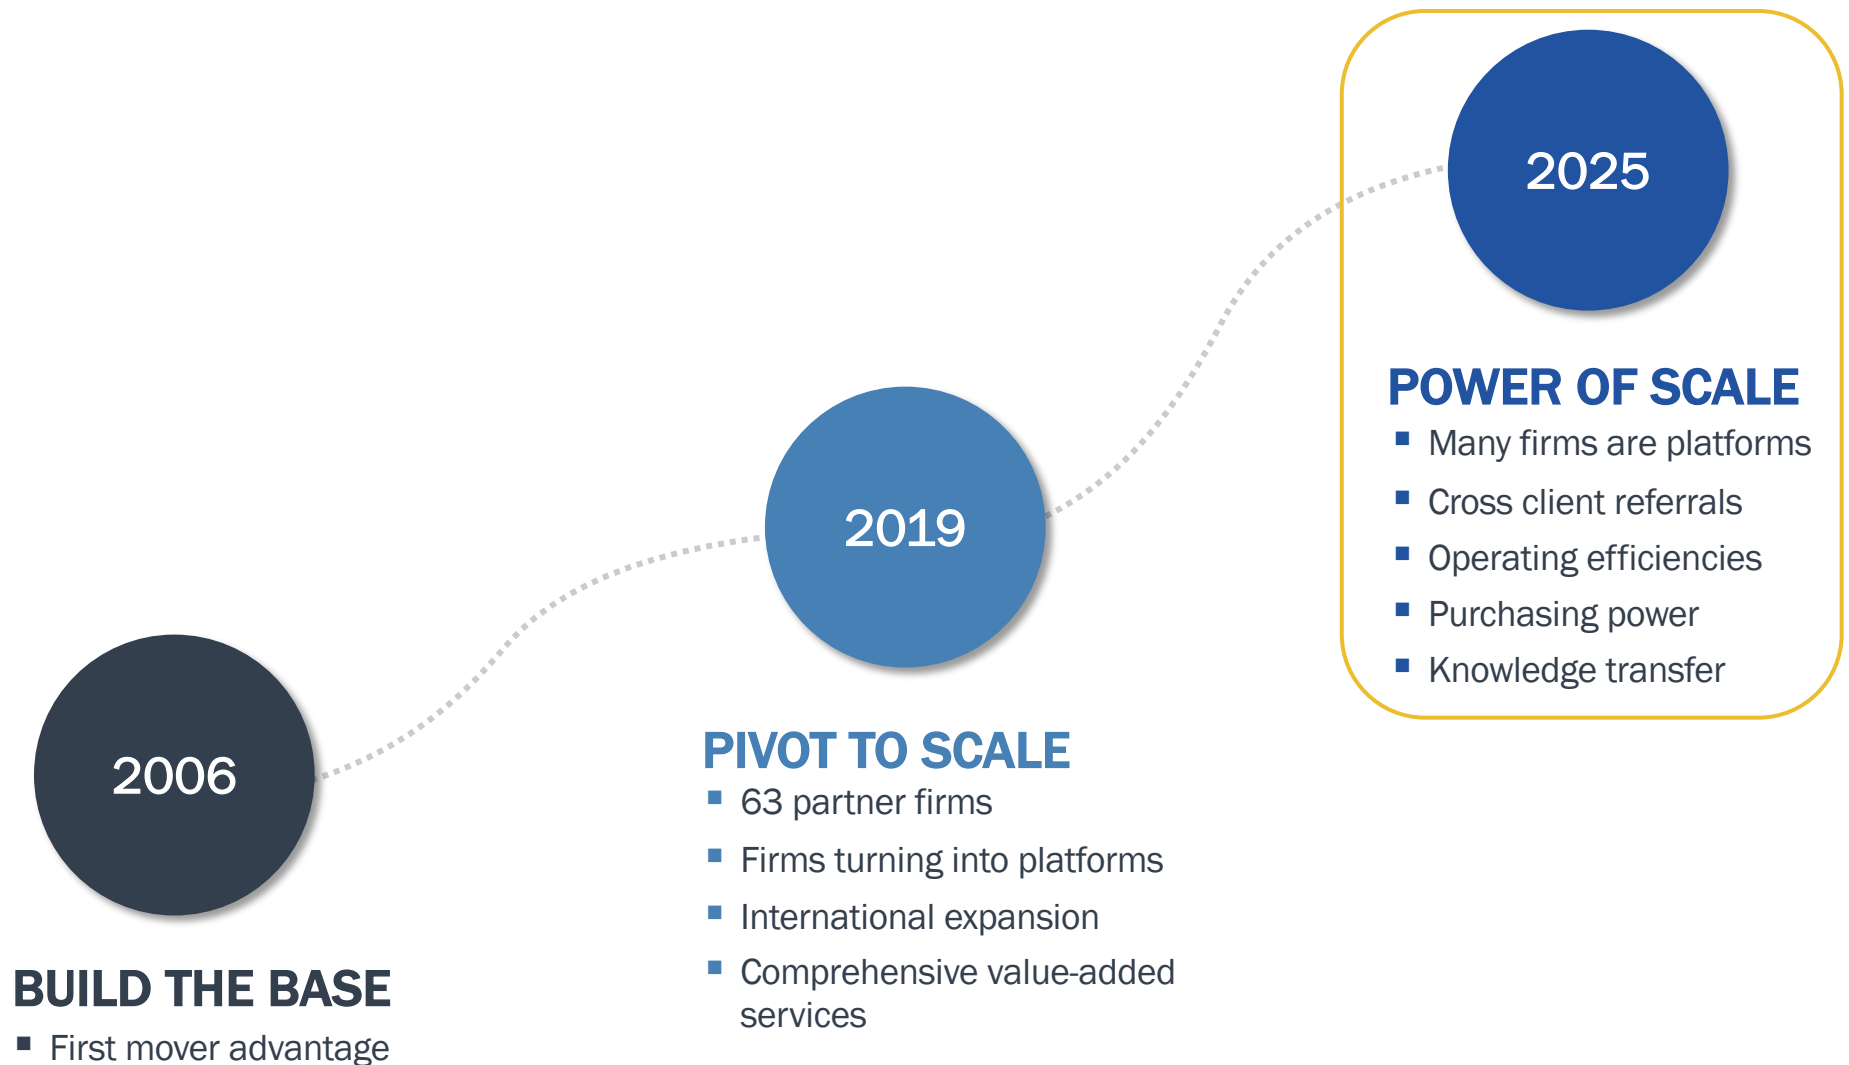 2006
BUILD THE BASE
▪ First mover advantage
2019
PIVOT TO SCALE
▪ 63 partner firms
▪ Firms turning into platforms
▪ International expansion
▪ Comprehensive value-added
services
2025
POWER OF SCALE
▪ Many firms are platforms
▪ Cross client referrals
▪ Operating efficiencies
▪ Purchasing power
▪ Knowledge transfer